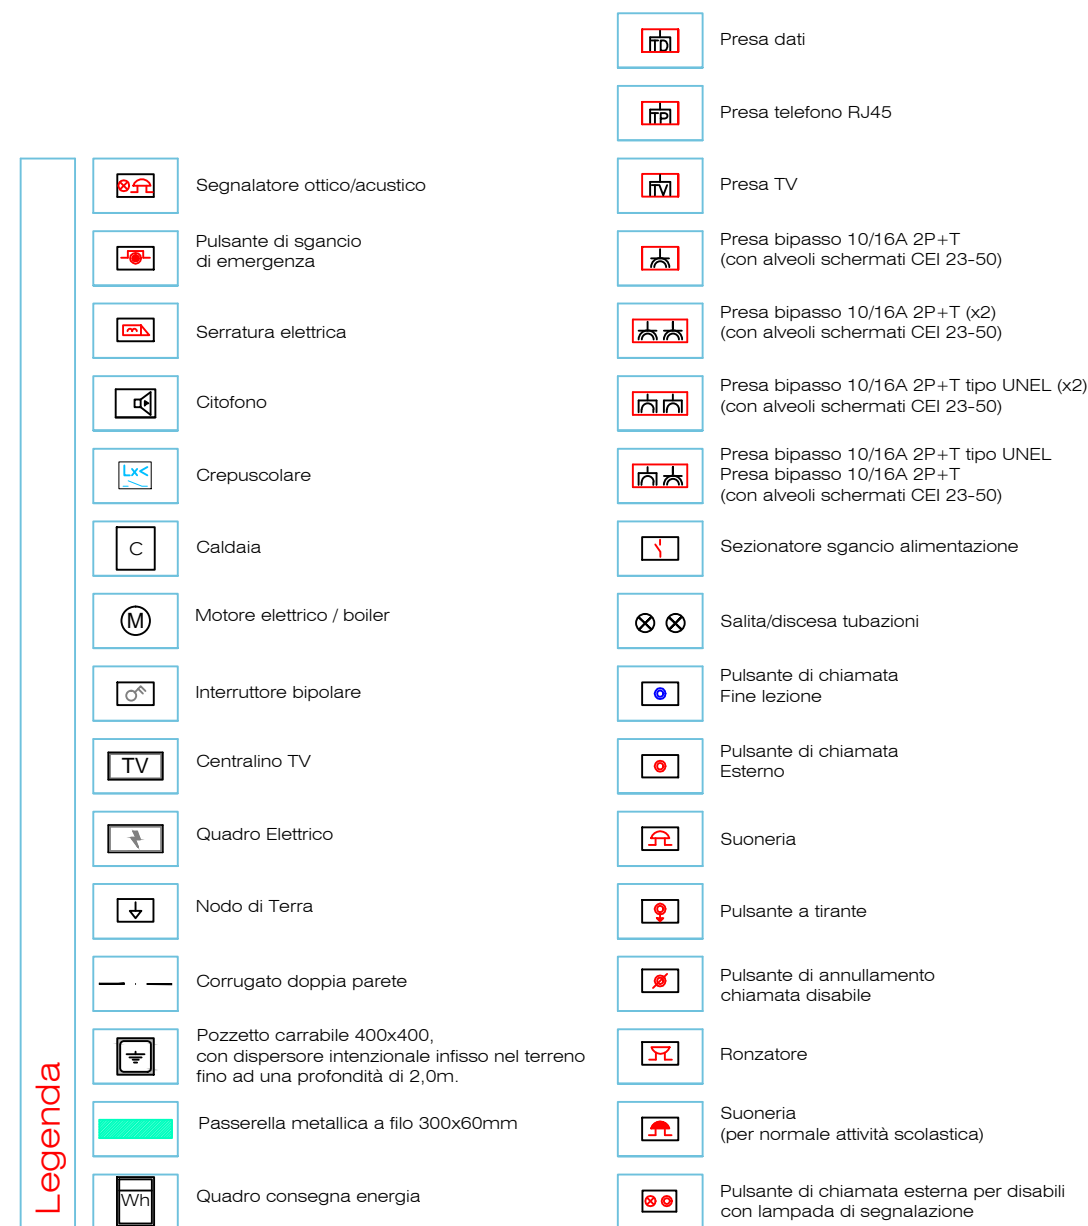 Legenda
Segnalatore ottico/acustico
Pulsante di sgancio
di emergenza
Serratura elettrica
Citofono
Lx<
Crepuscolare
C
Caldaia
M
Motore elettrico / boiler
Interruttore bipolare
TV
Centralino TV
Quadro Elettrico
Nodo di Terra
Corrugato doppia parete
Pozzetto carrabile 400x400,
con dispersore intenzionale infisso nel terreno
fino ad una profondità di 2,0m.
Passerella metallica a filo 300x60mm
Wh
Quadro consegna energia
TD
Presa dati
TP
Presa telefono RJ45
TV
Presa TV
Presa bipasso 10/16A 2P+T
(con alveoli schermati CEI 23-50)
Presa bipasso 10/16A 2P+T (x2)
(con alveoli schermati CEI 23-50)
Presa bipasso 10/16A 2P+T tipo UNEL (x2)
(con alveoli schermati CEI 23-50)
Presa bipasso 10/16A 2P+T tipo UNEL
Presa bipasso 10/16A 2P+T
(con alveoli schermati CEI 23-50)
Sezionatore sgancio alimentazione
Salita/discesa tubazioni
Pulsante di chiamata
Fine lezione
Pulsante di chiamata
Esterno
Suoneria
Pulsante a tirante
Pulsante di annullamento
chiamata disabile
Ronzatore
Suoneria
(per normale attività scolastica)
Pulsante di chiamata esterna per disabili
con lampada di segnalazione